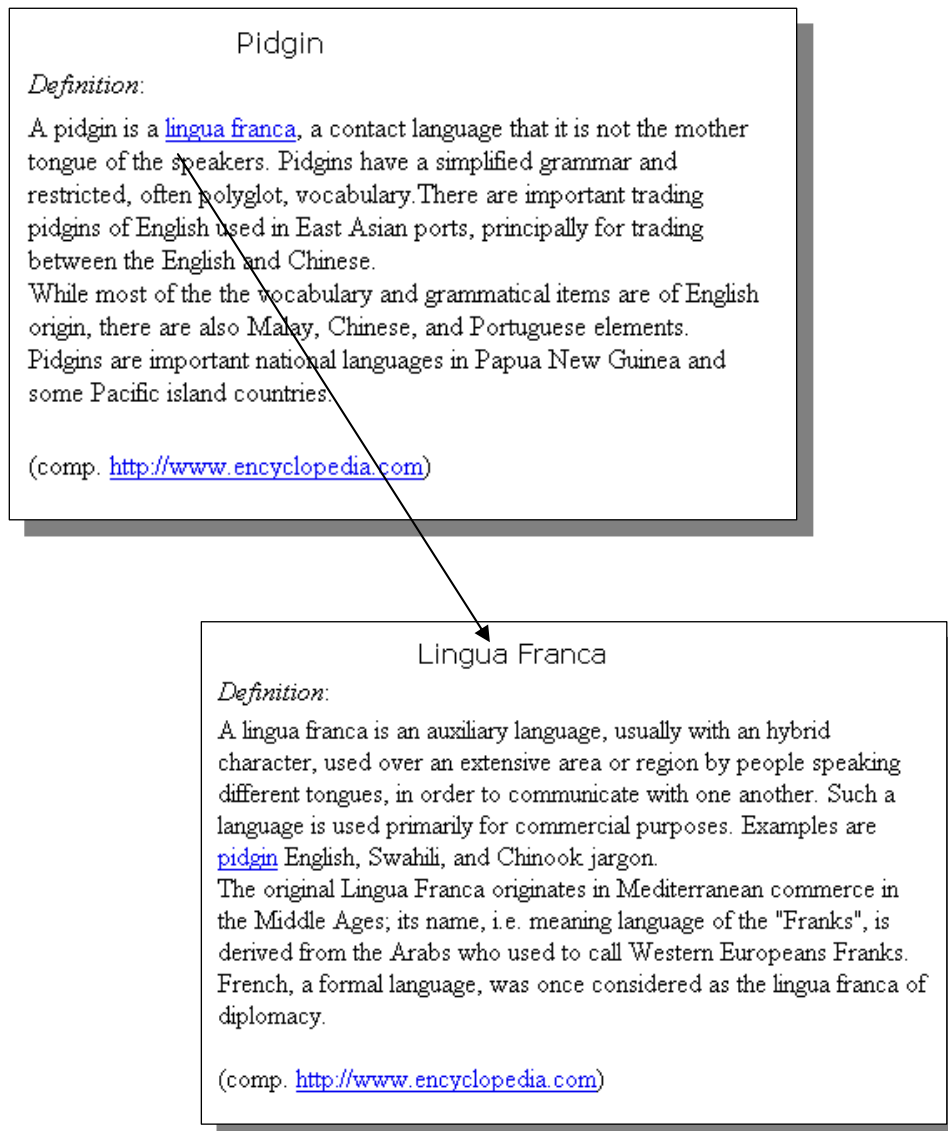 Pidgin
Definition:
A pidgin is a lingua franca, a contact language that it is not the mother
tongue of the speakers. Pidgins have a simplified grammar and
restricted, often polyglot, vocabulary.There are important trading
pidgins of English used in East Asian ports, principally for trading
between the English and Chinese.
While most of the the vocabulary and grammatical items are of English
origin, there are also Malay, Chinese, and Portuguese elements.
Pidgins are important national languages in Papua New Guinea and
some Pacific island countries.
(comp. http://www.encyclopedia.com)
Lingua Franca
Definition:
A lingua franca is an auxiliary language, usually with an hybrid
character, used over an extensive area or region by people speaking
different tongues, in order to communicate with one another. Such a
language is used primarily for commercial purposes. Examples are
pidgin English, Swahili, and Chinook jargon.
The original Lingua Franca originates in Mediterranean commerce in
the Middle Ages; its name, i.e. meaning language of the "Franks", is
derived from the Arabs who used to call Western Europeans Franks.
French, a formal language, was once considered as the lingua franca of
diplomacy.
(comp. http://www.encyclopedia.com)